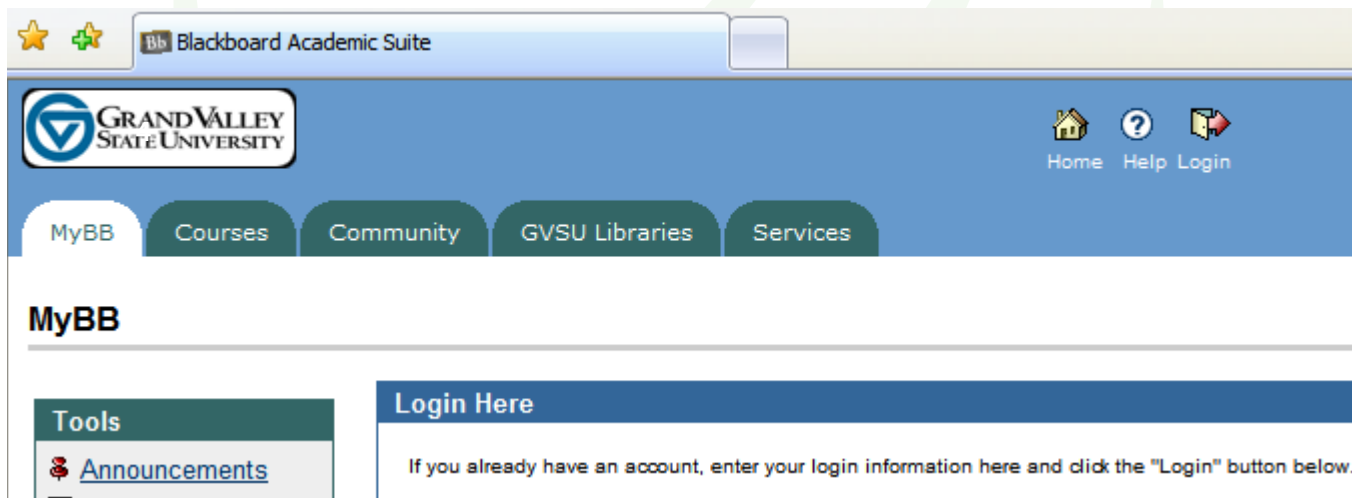 Bb Blackboard Academic Suite
GRAND VALLEY
STATE UNIVERSITY
?
Home Help Login
MyBB Courses Community GVSU Libraries Services
MyBB
Tools
Announcements
Login Here
If you already have an account, enter your login information here and click the "Login" button below.